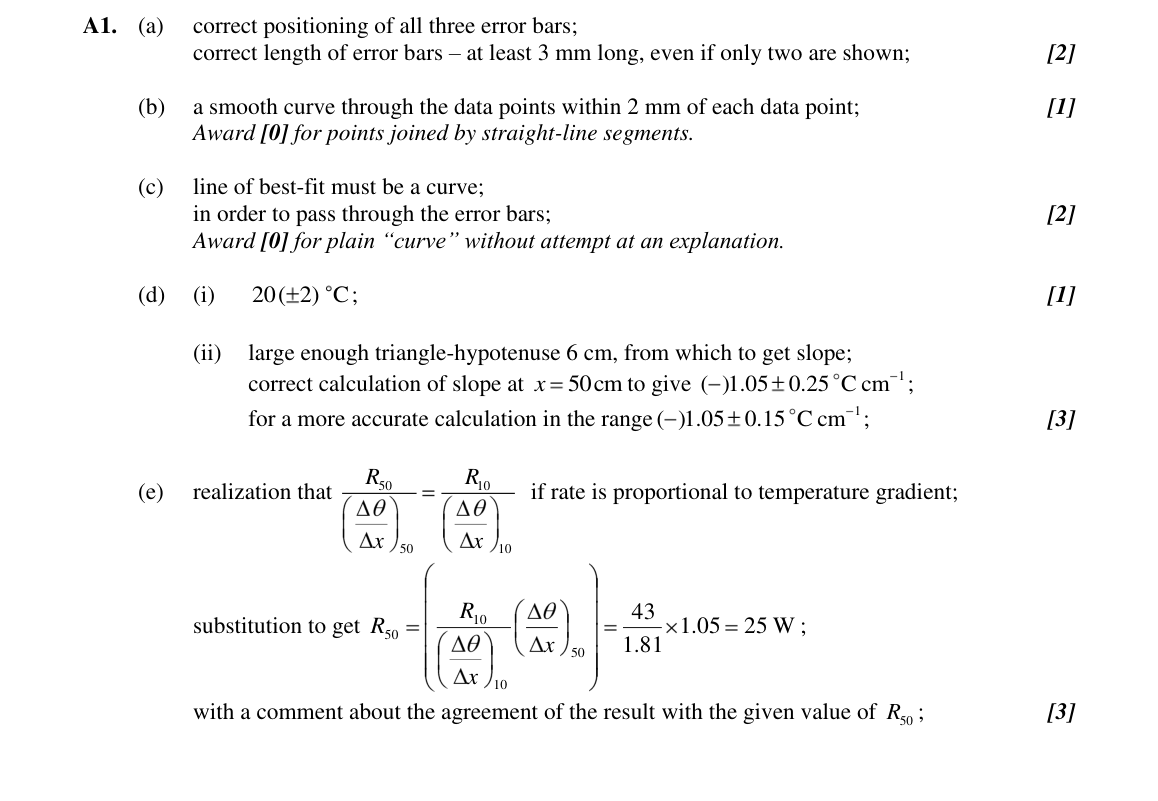 A1. (a) correct positioning of all three error bars;
correct length of error bars – at least 3 mm long, even if only two are shown; [2]
(b) a smooth curve through the data points within 2 mm of each data point; [1]
Award [0] for points joined by straight-line segments.
(c) line of best-fit must be a curve;
in order to pass through the error bars; [2]
Award [0] for plain “curve” without attempt at an explanation.
(d) (i) 20(±2) °C; [1]
(ii) large enough triangle-hypotenuse 6 cm, from which to get slope;
correct calculation of slope at x = 50cm to give (−)1.05 ± 0.25 °C cm⁻¹;
for a more accurate calculation in the range (−)1.05 ± 0.15 °C cm⁻¹; [3]
(e) realization that R₅₀ / (Δθ/Δx)₅₀ = R₁₀ / (Δθ/Δx)₁₀ if rate is proportional to temperature gradient;
substitution to get R₅₀ = ( R₁₀ / (Δθ/Δx)₁₀ (Δθ/Δx)₅₀ ) = 43/1.81 × 1.05 = 25 W;
with a comment about the agreement of the result with the given value of R₅₀; [3]